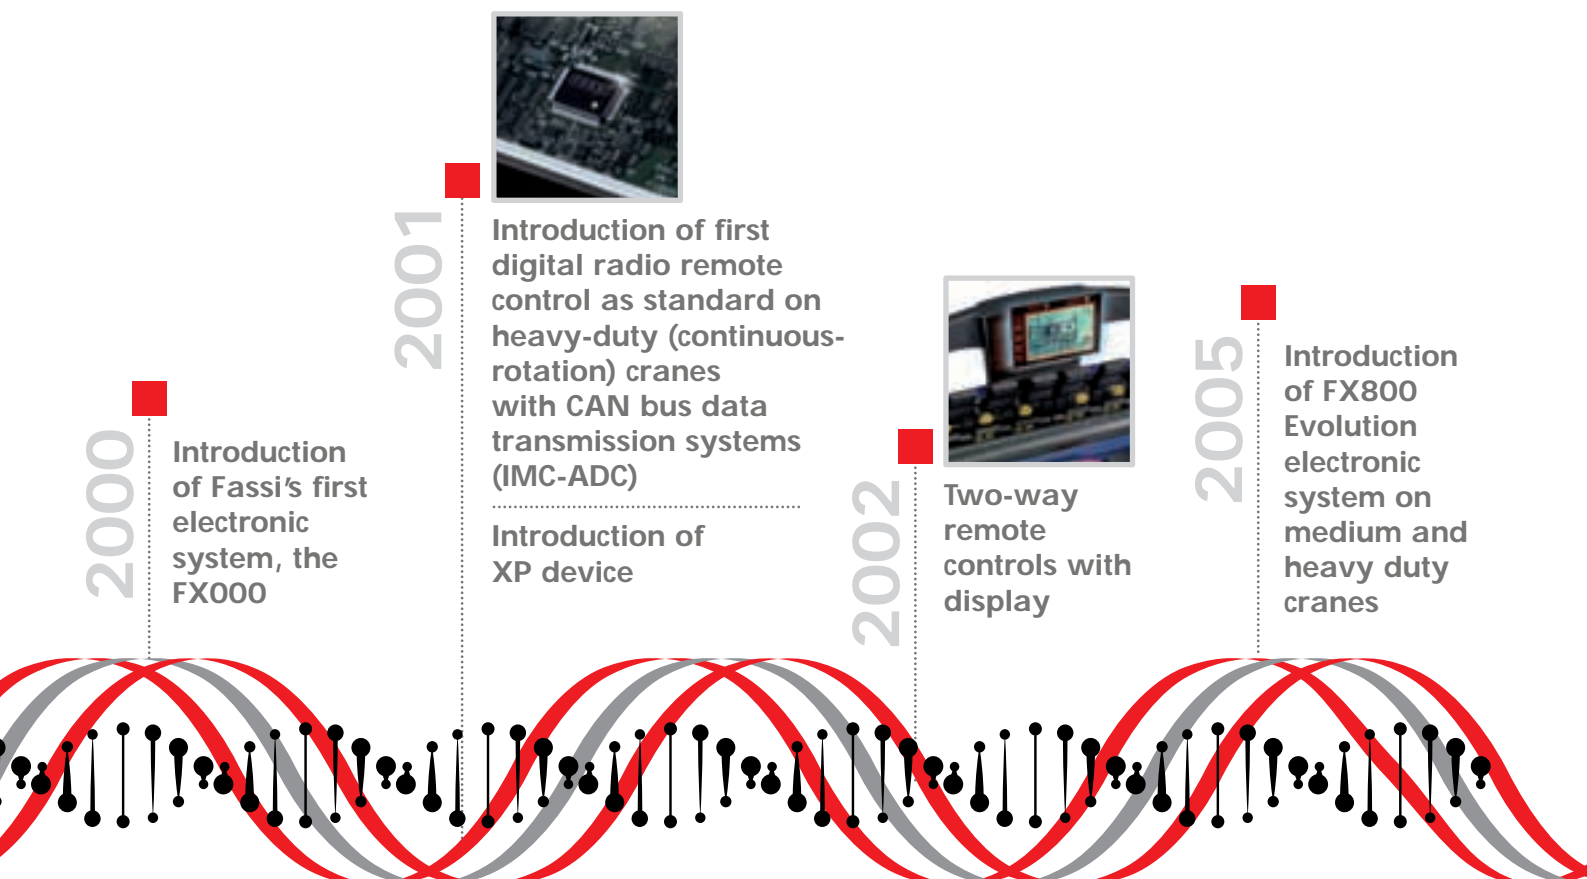 2000
Introduction
of Fassi's first
electronic
system, the
FX000
2001
Introduction of first
digital radio remote
control as standard on
heavy-duty (continuous-
rotation) cranes
with CAN bus data
transmission systems
(IMC-ADC)
Introduction of
XP device
2002
Two-way
remote
controls with
display
2005
Introduction
of FX800
Evolution
electronic
system on
medium and
heavy duty
cranes